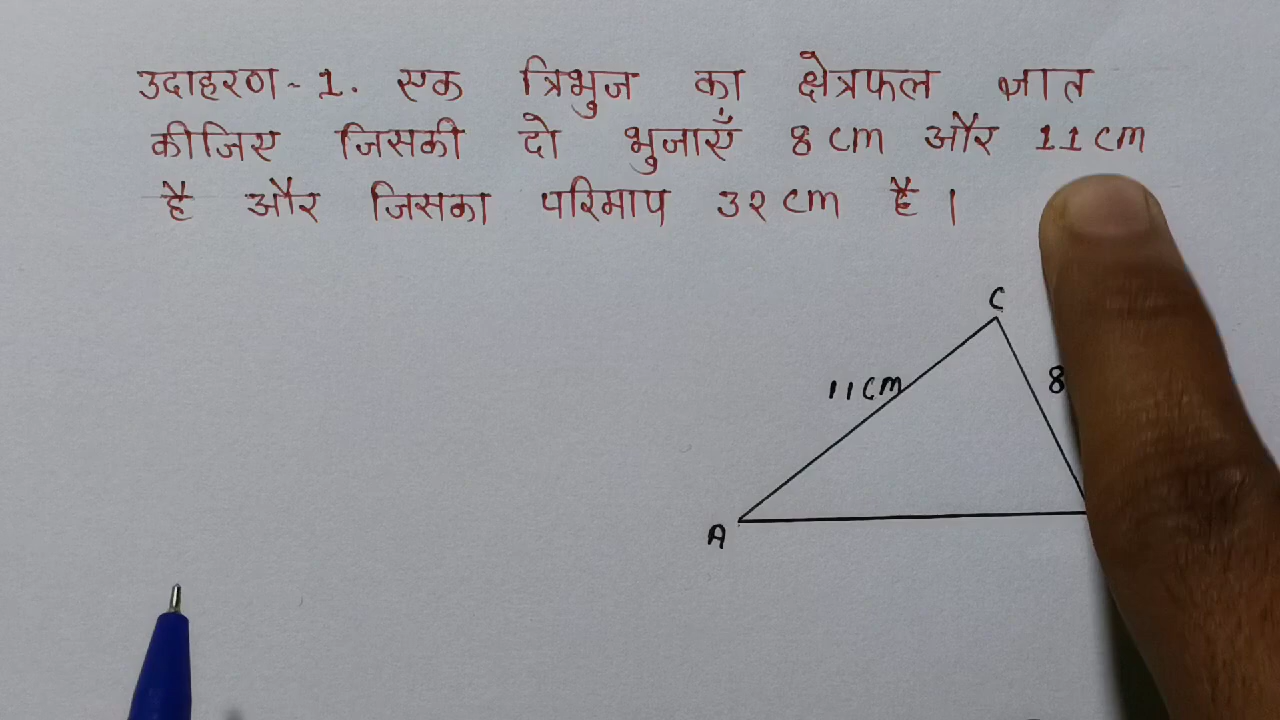 उदाहरण - 1. एक त्रिभुज का क्षेत्रफल ज्ञात
कीजिए जिसकी दो भुजाएँ 8 cm और 11 cm
है और जिसका परिमाप 32 cm है ।
C
11 cm
8
A